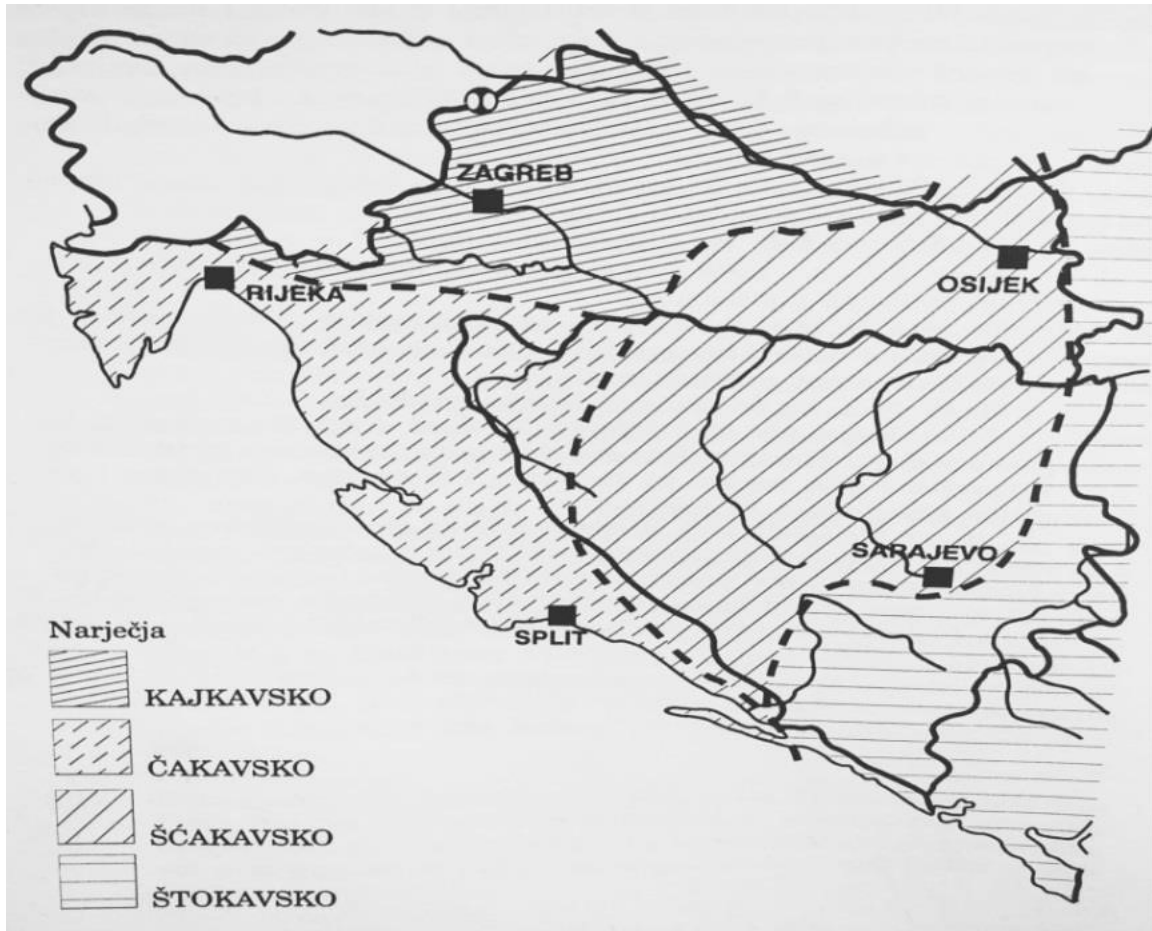 ZAGREB
RIJEKA
OSIJEK
SARAJEVO
SPLIT
Narječja
KAJKAVSKO
ČAKAVSKO
ŠĆAKAVSKO
ŠTOKAVSKO